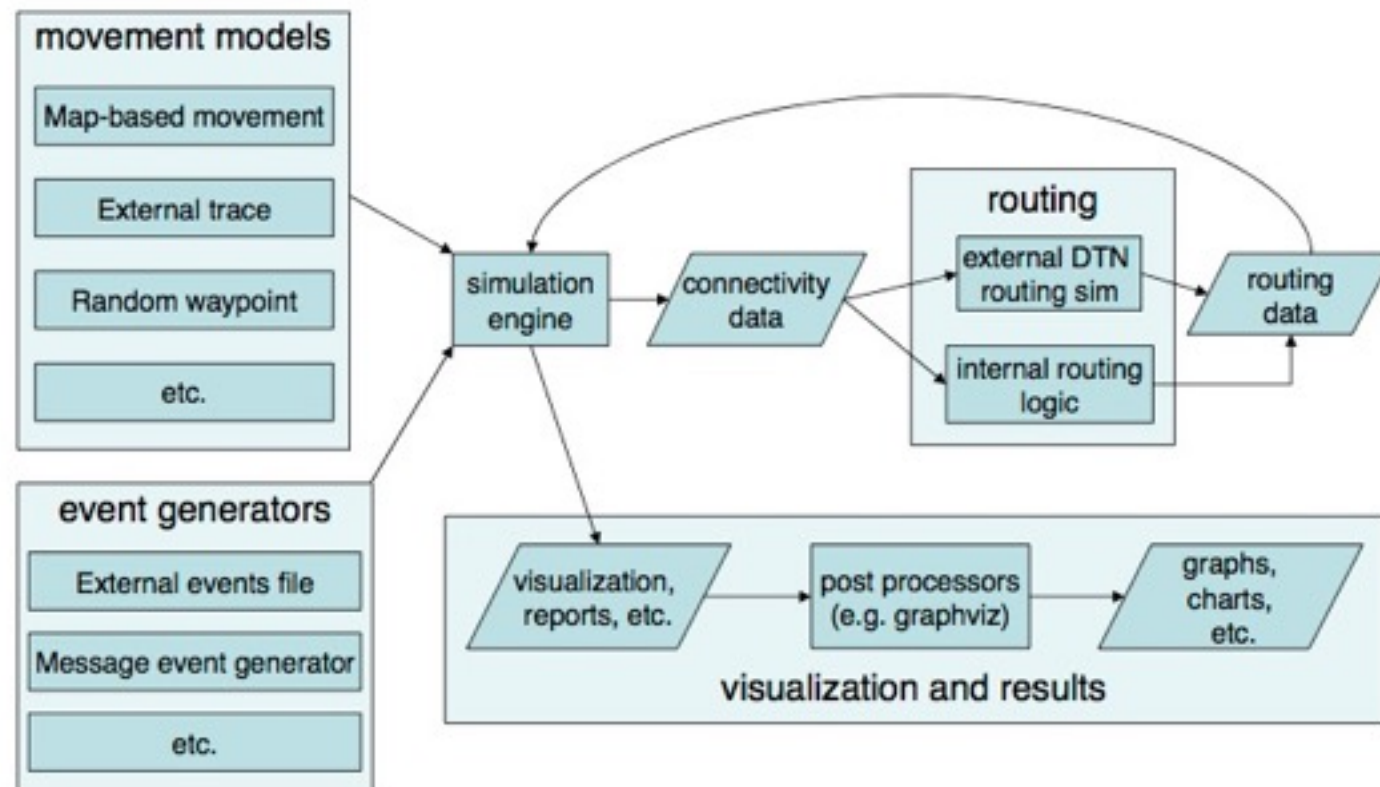 movement models
Map-based movement
External trace
Random waypoint
etc.
event generators
External events file
Message event generator
etc.
simulation
engine
connectivity
data
routing
external DTN
routing sim
internal routing
logic
routing
data
visualization,
reports, etc.
post processors
(e.g. graphviz)
graphs,
charts,
etc.
visualization and results